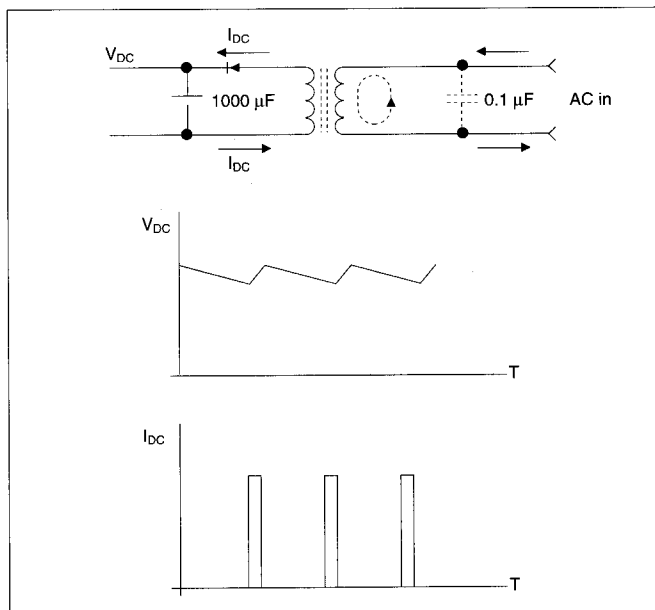 I_DC
V_DC
1000 µF
0.1 µF
AC in
I_DC
V_DC
T
I_DC
T